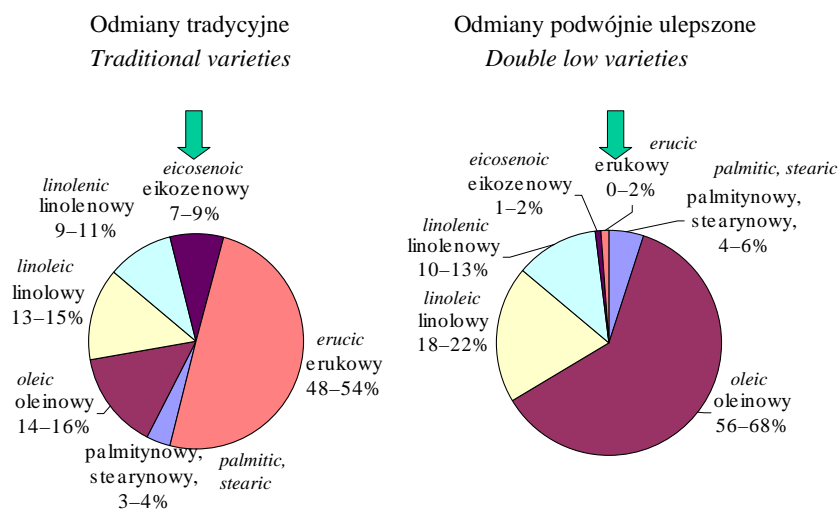 Odmiany tradycyjne
Traditional varieties
eicosenoic
eikozenowy
7–9%
linolenic
linolenowy
9–11%
linoleic
linolowy
13–15%
erucic
erukowy
48–54%
oleic
oleinowy
14–16%
palmitynowy,
stearynowy,
3–4%
palmitic,
stearic
Odmiany podwójnie ulepszone
Double low varieties
erucic
erukowy
0–2%
eicosenoic
eikozenowy
1–2%
palmitic, stearic
palmitynowy,
stearynowy,
4–6%
linolenic
linolenowy
10–13%
linoleic
linolowy
18–22%
oleic
oleinowy
56–68%